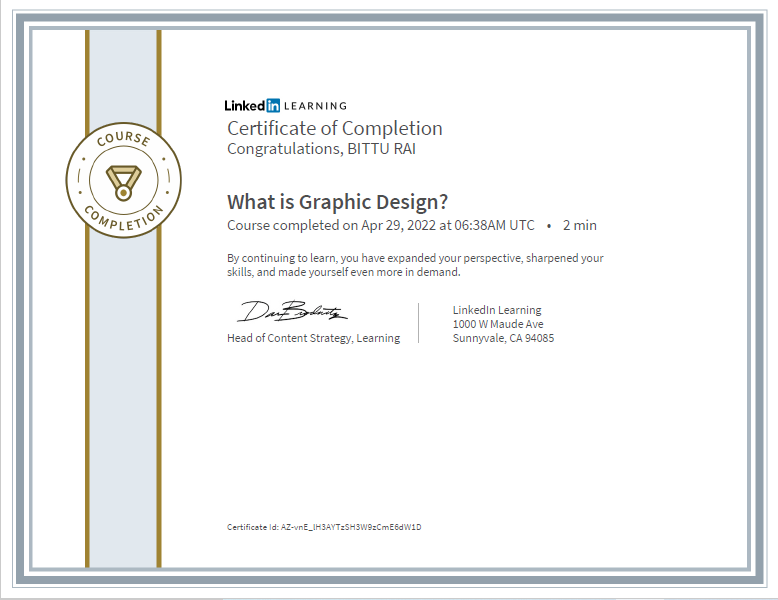 COURSE
COMPLETION
Linked in LEARNING
Certificate of Completion
Congratulations, BITTU RAI
What is Graphic Design?
Course completed on Apr 29, 2022 at 06:38AM UTC • 2 min
By continuing to learn, you have expanded your perspective, sharpened your
skills, and made yourself even more in demand.
Head of Content Strategy, Learning
LinkedIn Learning
1000 W Maude Ave
Sunnyvale, CA 94085
Certificate Id: AZ-vnE_lH3AYTzSH3W9zCmE6dW1D